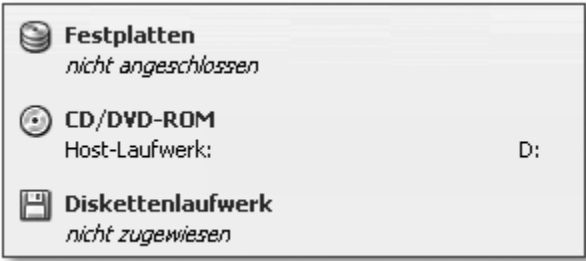 Festplatten
nicht angeschlossen
CD/DVD-ROM
Host-Laufwerk: D:
Diskettenlaufwerk
nicht zugewiesen